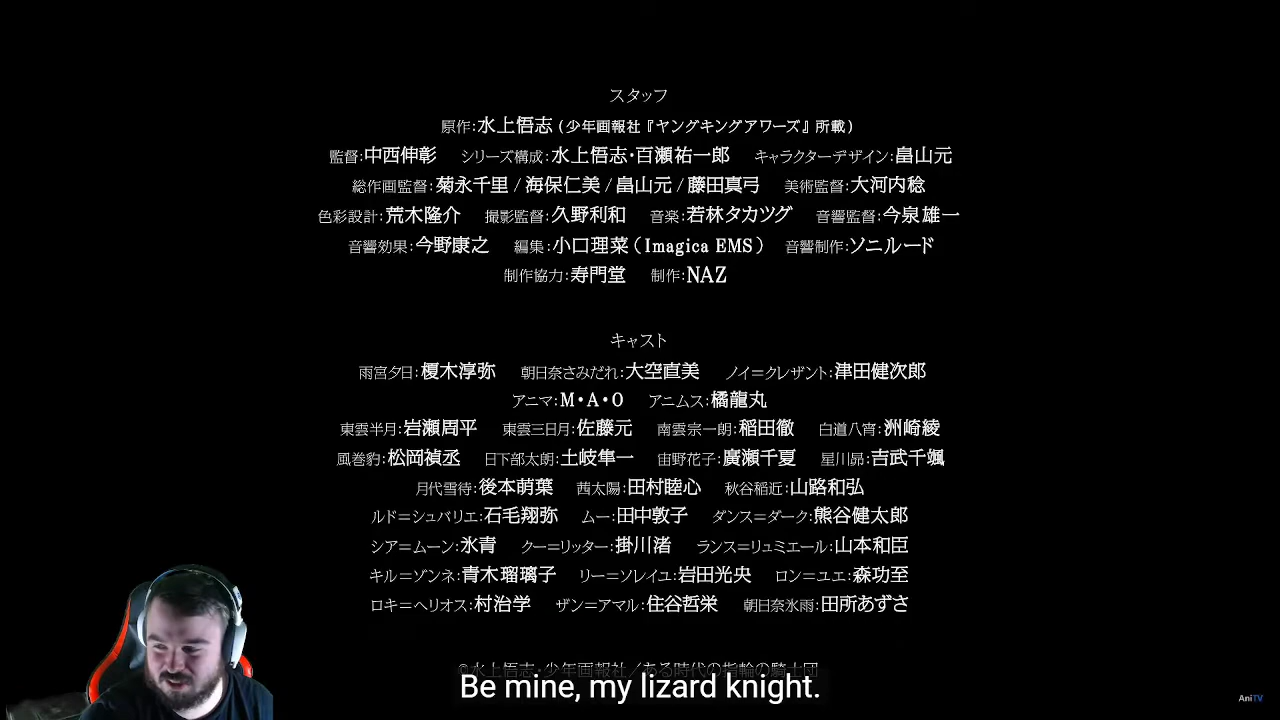 スタッフ
原作:水上悟志(少年画報社『ヤングキングアワーズ』所載)
監督:中西伸彰 シリーズ構成:水上悟志・百瀬祐一郎 キャラクターデザイン:畠山元
総作画監督:菊永千里/海保仁美/畠山元/藤田真弓 美術監督:大河内稔
色彩設計:荒木隆介 撮影監督:久野利和 音楽:若林タカツグ 音響監督:今泉雄一
音響効果:今野康之 編集:小口理菜(Imagica EMS) 音響制作:ソニルード
制作協力:寿門堂 制作:NAZ
キャスト
雨宮夕日:榎木淳弥 朝日奈さみだれ:大空直美 ノイ=クレザント:津田健次郎
アニマ:M・A・O アニムス:橘龍丸
東雲半月:岩瀬周平 東雲三日月:佐藤元 南雲宗一朗:稲田徹 白道八宵:洲崎綾
風巻豹:松岡禎丞 日下部太朗:土岐隼一 宙野花子:廣瀬千夏 星川昴:吉武千颯
月代雪待:後本萌葉 茜太陽:田村睦心 秋谷稲近:山路和弘
ルド=シュバリエ:石毛翔弥 ムー:田中敦子 ダンス=ダーク:熊谷健太郎
シア=ムーン:氷青 クー=リッター:掛川渚 ランス=リュミエール:山本和臣
キル=ゾンネ:青木瑠璃子 リー=ソレイユ:岩田光央 ロン=ユエ:森功至
ロキ=ヘリオス:村治学 ザン=アマル:住谷哲栄 朝日奈氷雨:田所あずさ
©水上悟志・少年画報社/ある時代の指輪の騎士団
Be mine, my lizard knight.
AniTV